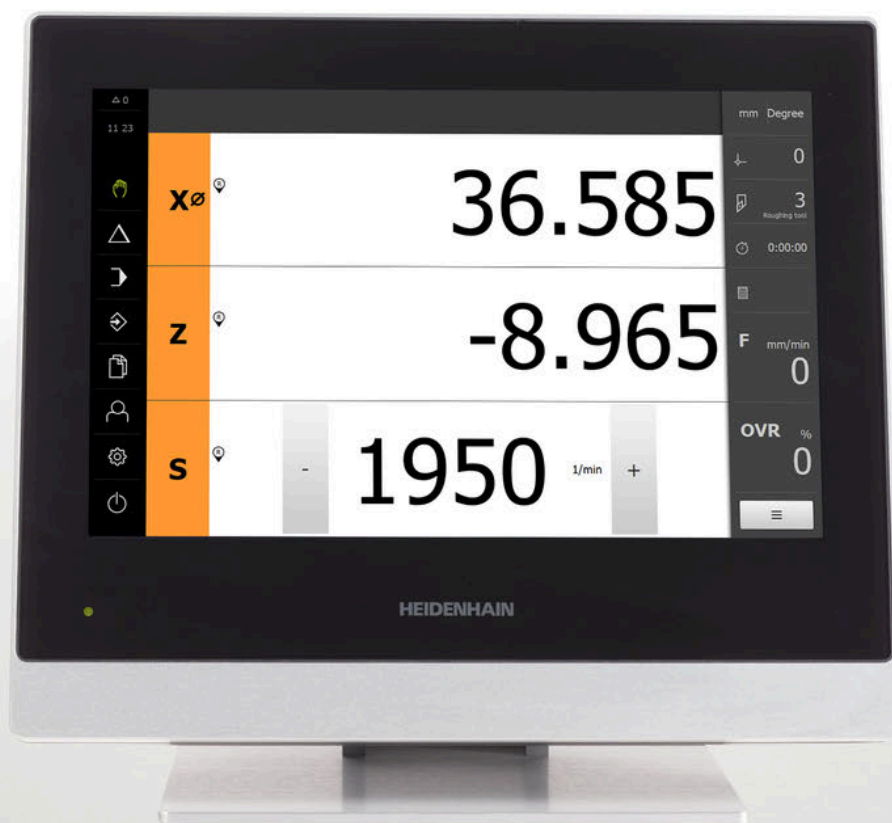 △ 0
11 23
X⌀ R 36.585
Z R -8.965
S R - 1950 1/min +
mm Degree
0
3
Roughing tool
0:00:00
F mm/min
0
OVR %
0
HEIDENHAIN